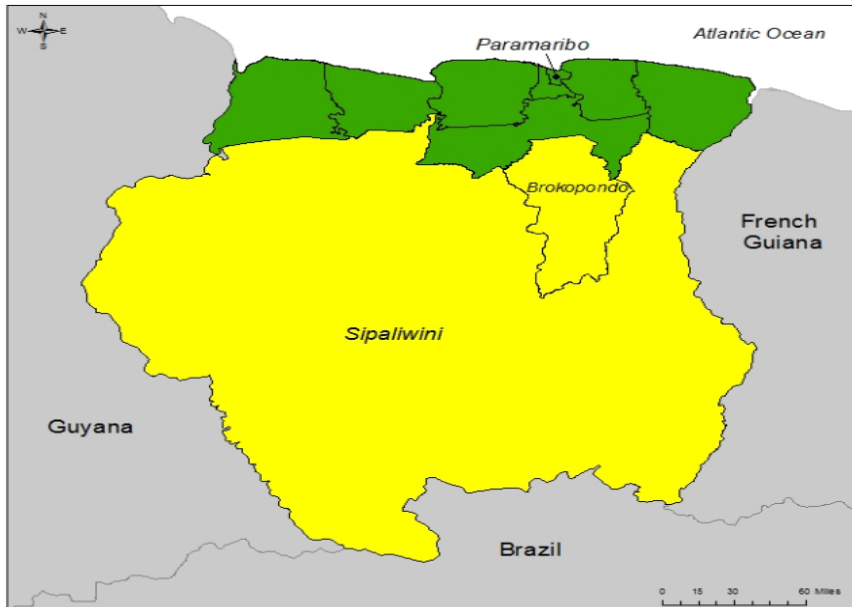 N
W E
S
Paramaribo
Atlantic Ocean
Brokopondo
French
Guiana
Sipaliwini
Guyana
Brazil
0 15 30 60 Miles